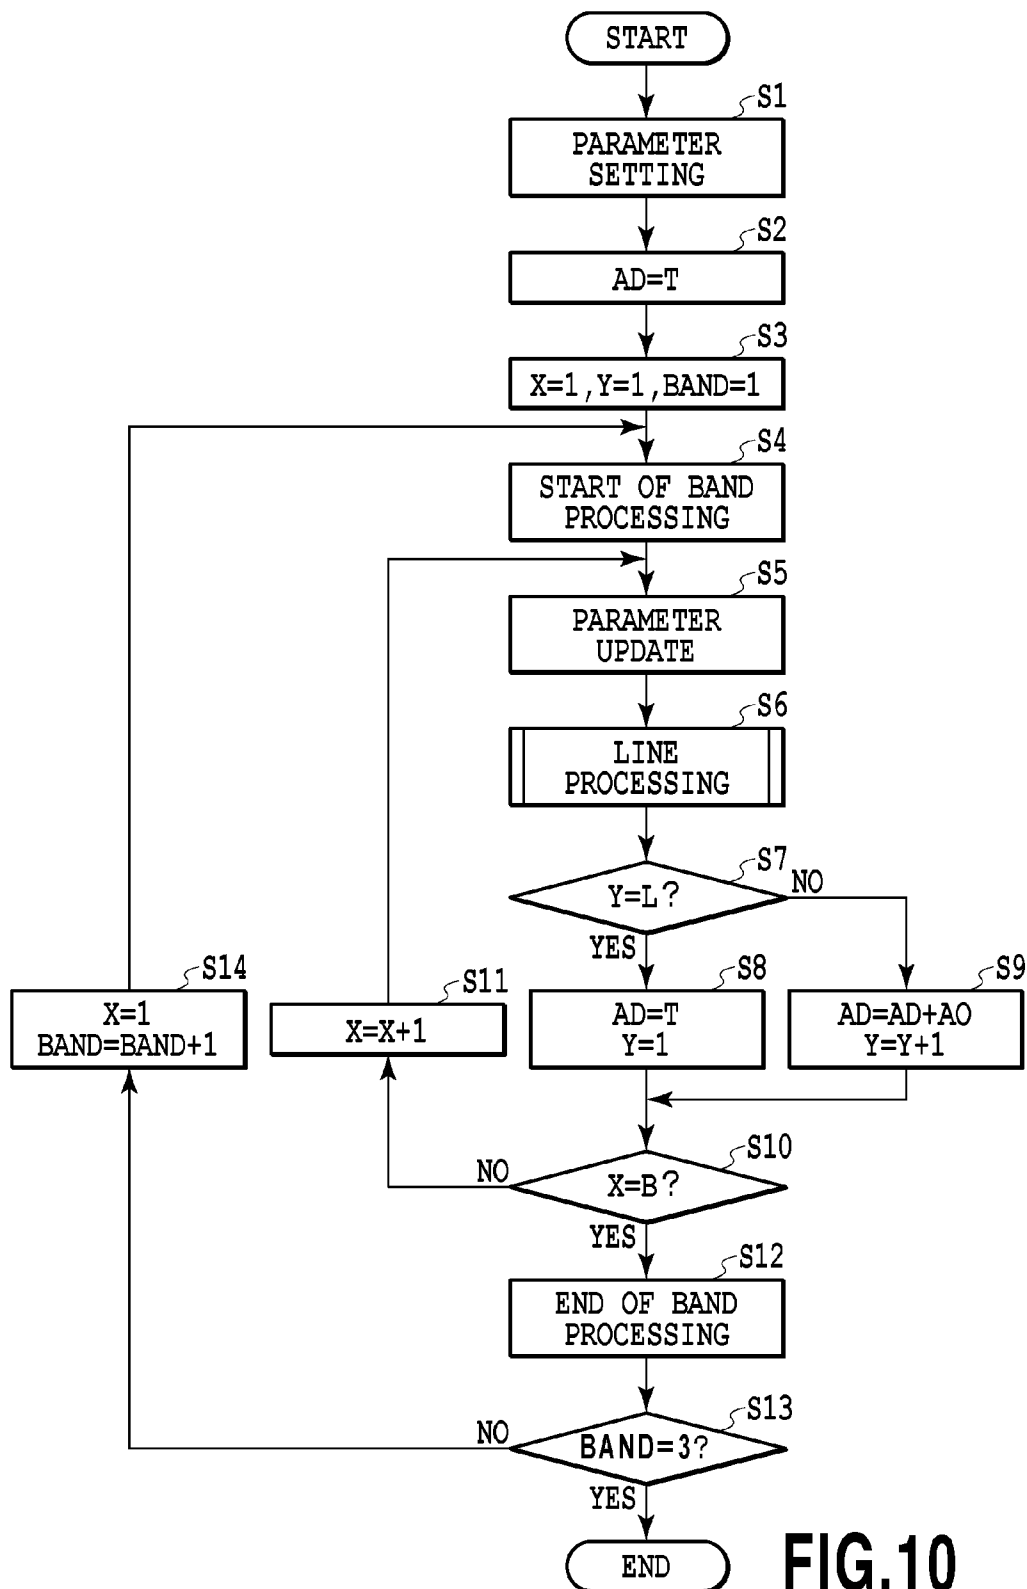 START
S1
PARAMETER
SETTING
S2
AD=T
S3
X=1,Y=1,BAND=1
S4
START OF BAND
PROCESSING
S5
PARAMETER
UPDATE
S6
LINE
PROCESSING
S7
Y=L?
NO
YES
S14
X=1
BAND=BAND+1
S11
X=X+1
S8
AD=T
Y=1
S9
AD=AD+AO
Y=Y+1
S10
X=B?
NO
YES
S12
END OF BAND
PROCESSING
S13
BAND=3?
NO
YES
END
FIG.10